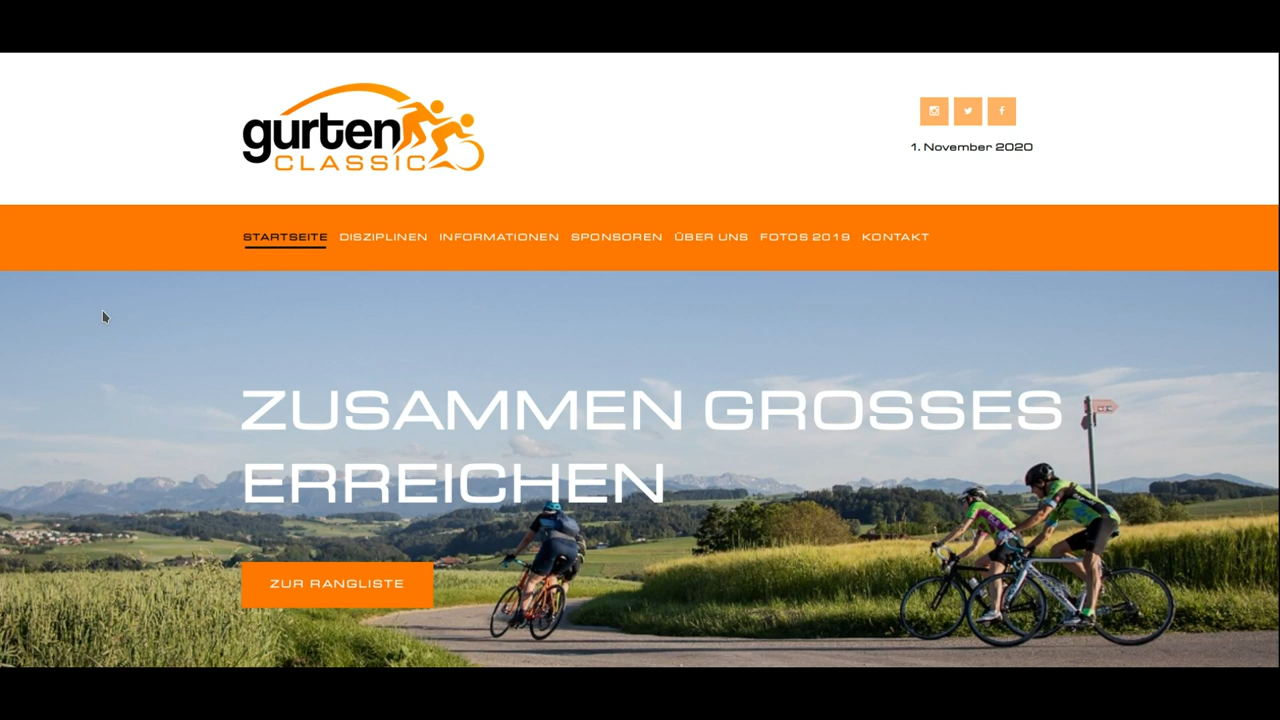 gurten
CLASSIC
1. November 2020
STARTSEITE DISZIPLINEN INFORMATIONEN SPONSOREN ÜBER UNS FOTOS 2019 KONTAKT
ZUSAMMEN GROSSES
ERREICHEN
ZUR RANGLISTE